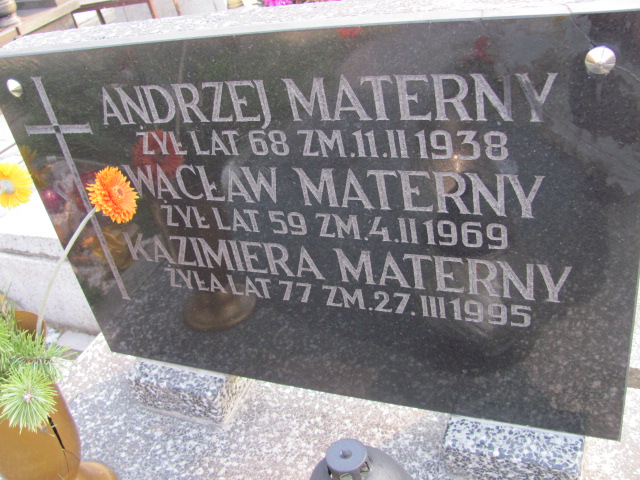 ANDRZEJ MATERNY
ŻYŁ LAT 68 ZM.11.II 1938
WACŁAW MATERNY
ŻYŁ LAT 59 ZM.4.II 1969
KAZIMIERA MATERNY
ŻYŁA LAT 77 ZM.27.III 1995